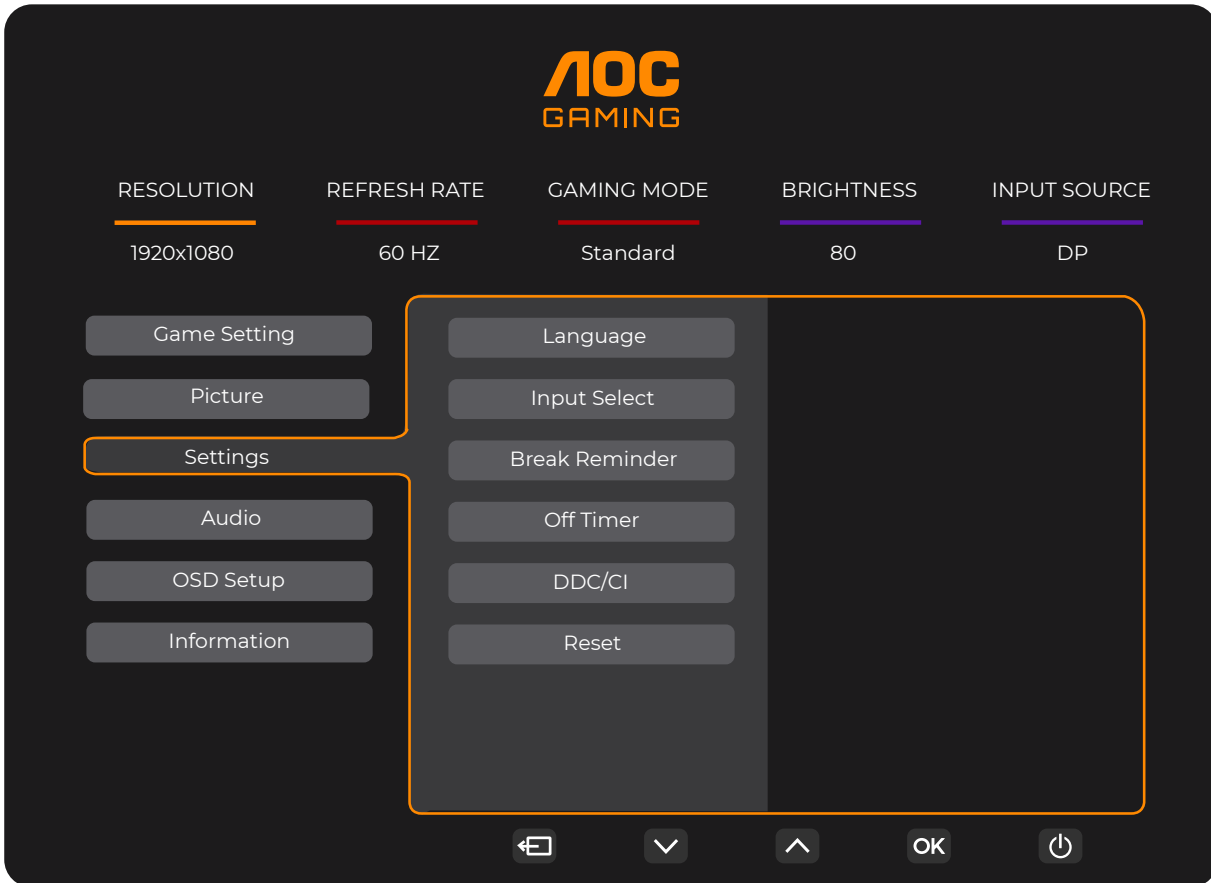 AOC
GAMING
RESOLUTION REFRESH RATE GAMING MODE BRIGHTNESS INPUT SOURCE
1920x1080 60 HZ Standard 80 DP
Game Setting
Picture
Settings
Audio
OSD Setup
Information
Language
Input Select
Break Reminder
Off Timer
DDC/CI
Reset
OK